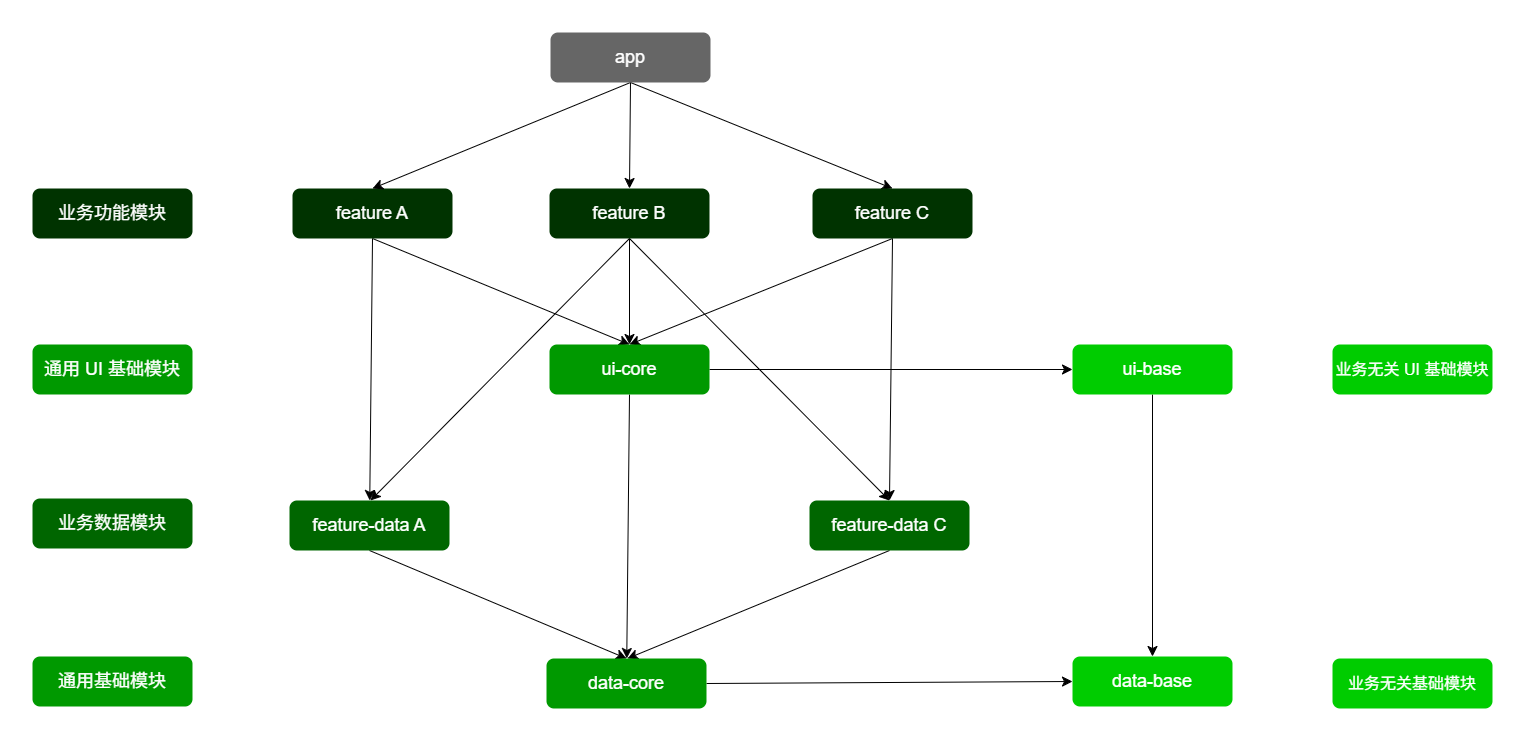 app
业务功能模块
feature A
feature B
feature C
通用 UI 基础模块
ui-core
ui-base
业务无关 UI 基础模块
业务数据模块
feature-data A
feature-data C
通用基础模块
data-core
data-base
业务无关基础模块